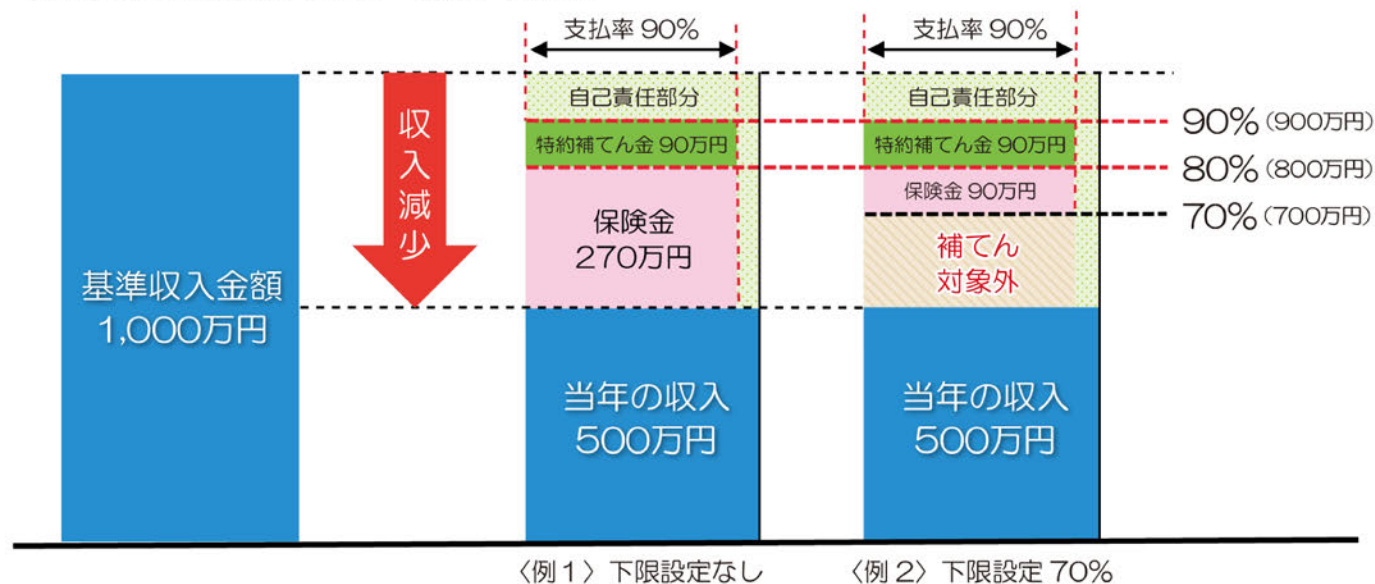 支払率 90%
支払率 90%
基準収入金額
1,000万円
収入減少
自己責任部分
特約補てん金 90万円
保険金
270万円
当年の収入
500万円
自己責任部分
特約補てん金 90万円
保険金 90万円
補てん
対象外
当年の収入
500万円
90%(900万円)
80%(800万円)
70%(700万円)
〈例1〉下限設定なし
〈例2〉下限設定 70%